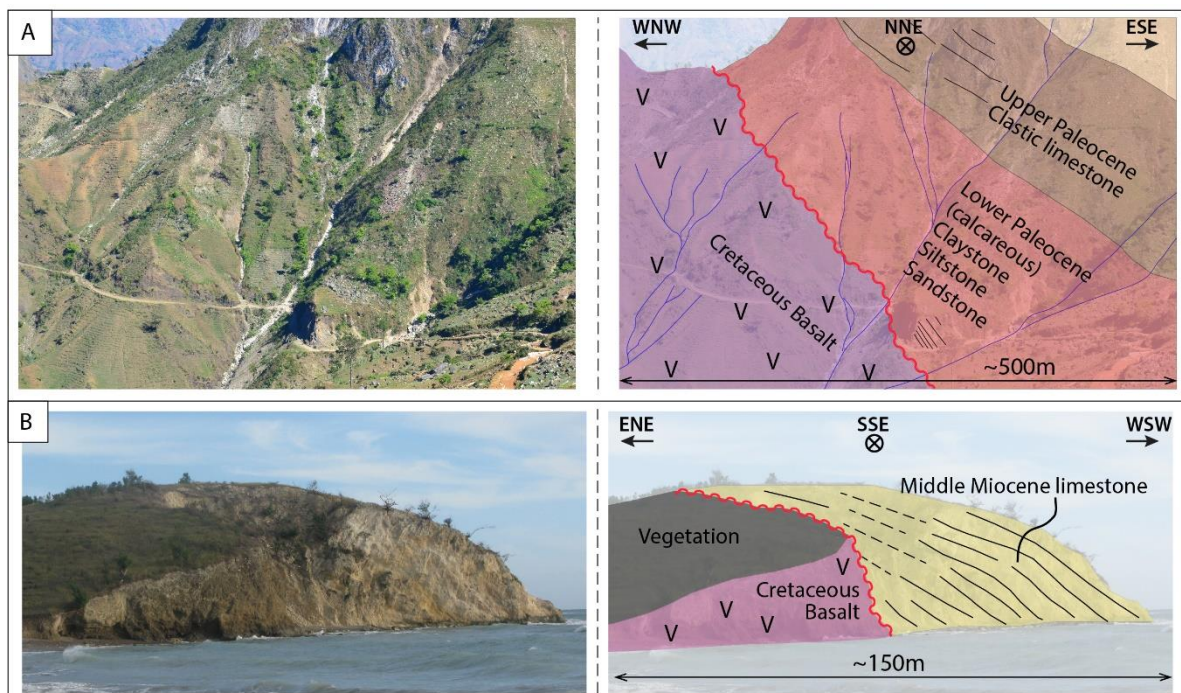 A
WNW
NNE
ESE
Upper Paleocene
Clastic limestone
Lower Paleocene
(calcareous)
Claystone
Siltstone
Sandstone
Cretaceous Basalt
V
V
V
V
V
V
V
V
V
V
~500m
B
ENE
SSE
WSW
Middle Miocene limestone
Vegetation
Cretaceous
Basalt
V
V
V
V
V
~150m